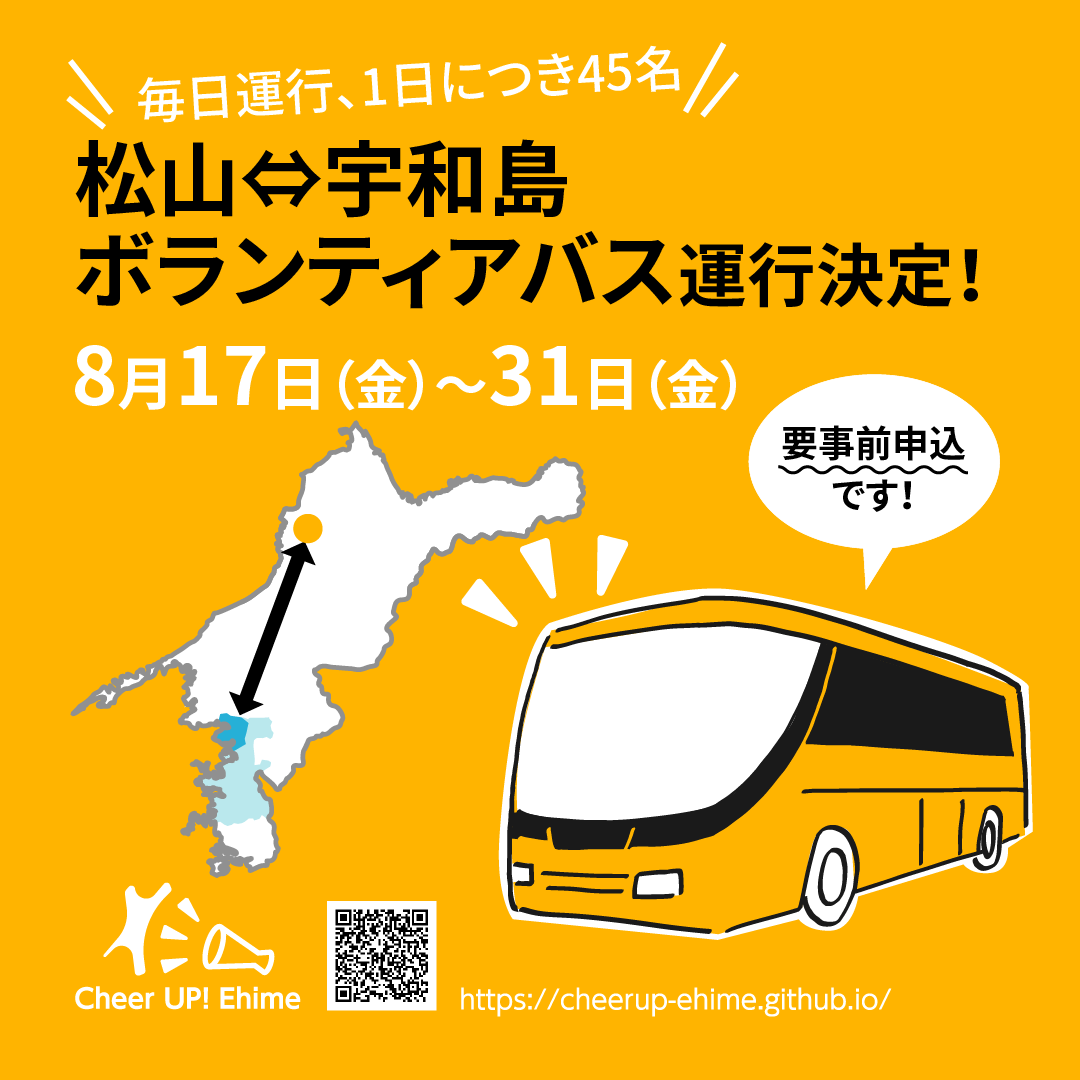 毎日運行、1日につき45名
松山⇔宇和島
ボランティアバス運行決定！
8月17日（金）～31日（金）
要事前申込
です！
Cheer UP! Ehime
https://cheerup-ehime.github.io/